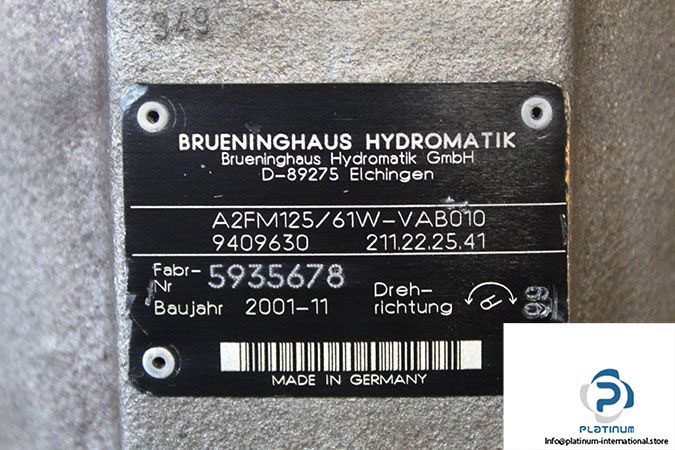 949
BRUENINGHAUS HYDROMATIK
Brueninghaus Hydromatik GmbH
D-89275 Elchingen
A2FM125/61W-VAB010
9409630 211.22.25.41
Fabr-
Nr 5935678
Baujahr 2001-11
Dreh-
richtung
99
MADE IN GERMANY
PLATINUM
Info@platinum-international.store